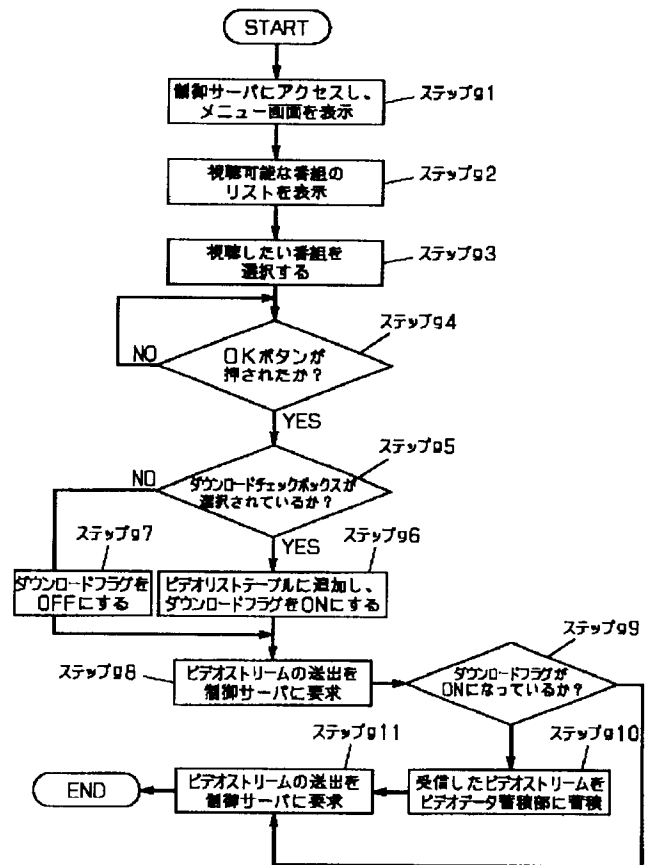 START
制御サーバにアクセスし、
メニュー画面を表示
ステップg1
視聴可能な番組の
リストを表示
ステップg2
視聴したい番組を
選択する
ステップg3
ステップg4
NO
OKボタンが
押されたか?
YES
ステップg5
NO
ダウンロードチェックボックスが
選択されているか?
YES
ステップg7
ステップg6
ダウンロードフラグを
OFFにする
ビデオリストテーブルに追加し、
ダウンロードフラグをONにする
ステップg9
ステップg8
ビデオストリームの送出を
制御サーバに要求
ダウンロードフラグが
ONになっているか?
ステップg11
ステップg10
END
ビデオストリームの送出を
制御サーバに要求
受信したビデオストリームを
ビデオデータ蓄積部に蓄積